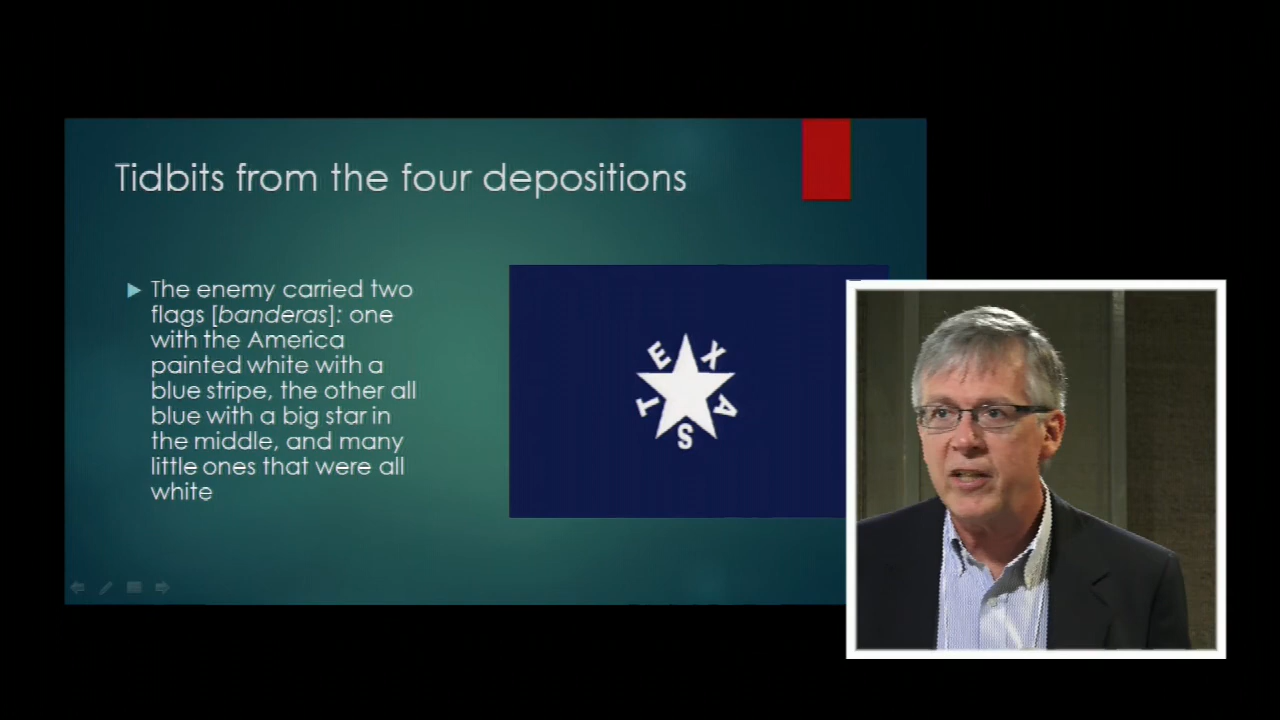 Tidbits from the four depositions
The enemy carried two
flags [banderas]: one
with the America
painted white with a
blue stripe, the other all
blue with a big star in
the middle, and many
little ones that were all
white
T E X A S